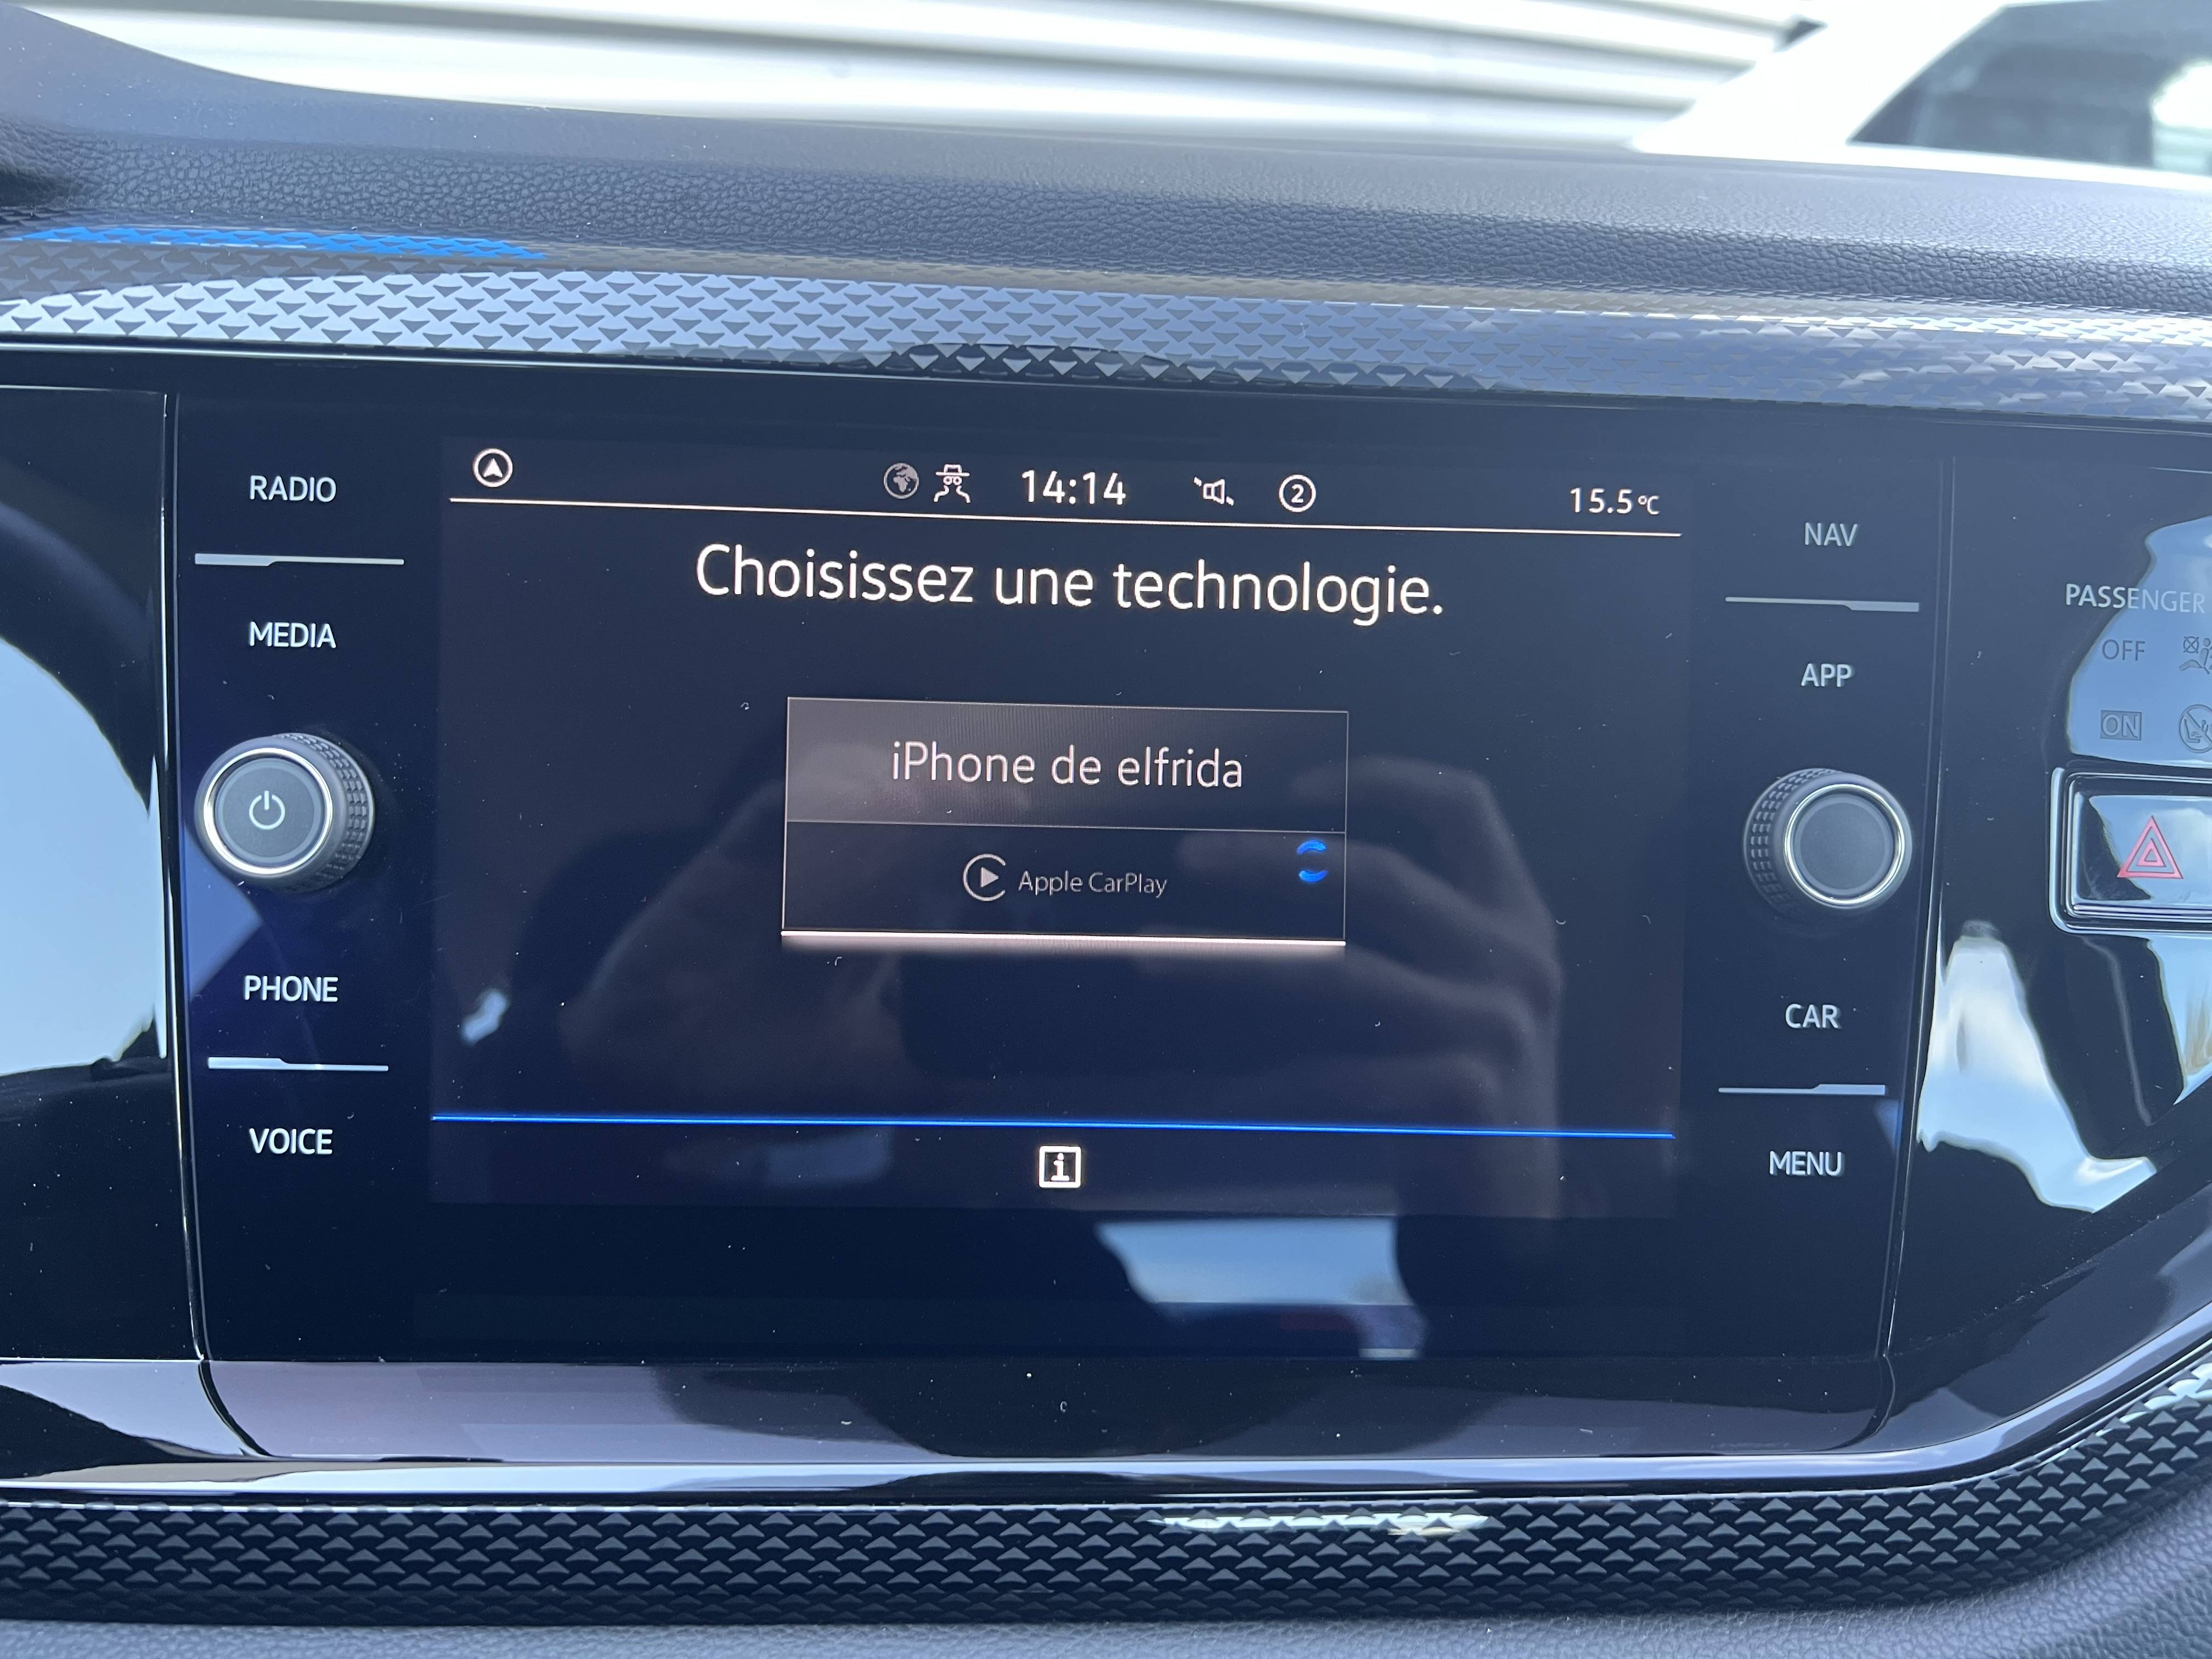 RADIO
MEDIA
PHONE
VOICE
14:14
2
15.5°C
Choisissez une technologie.
iPhone de elfrida
Apple CarPlay
NAV
APP
CAR
MENU
PASSENGER
OFF
ON